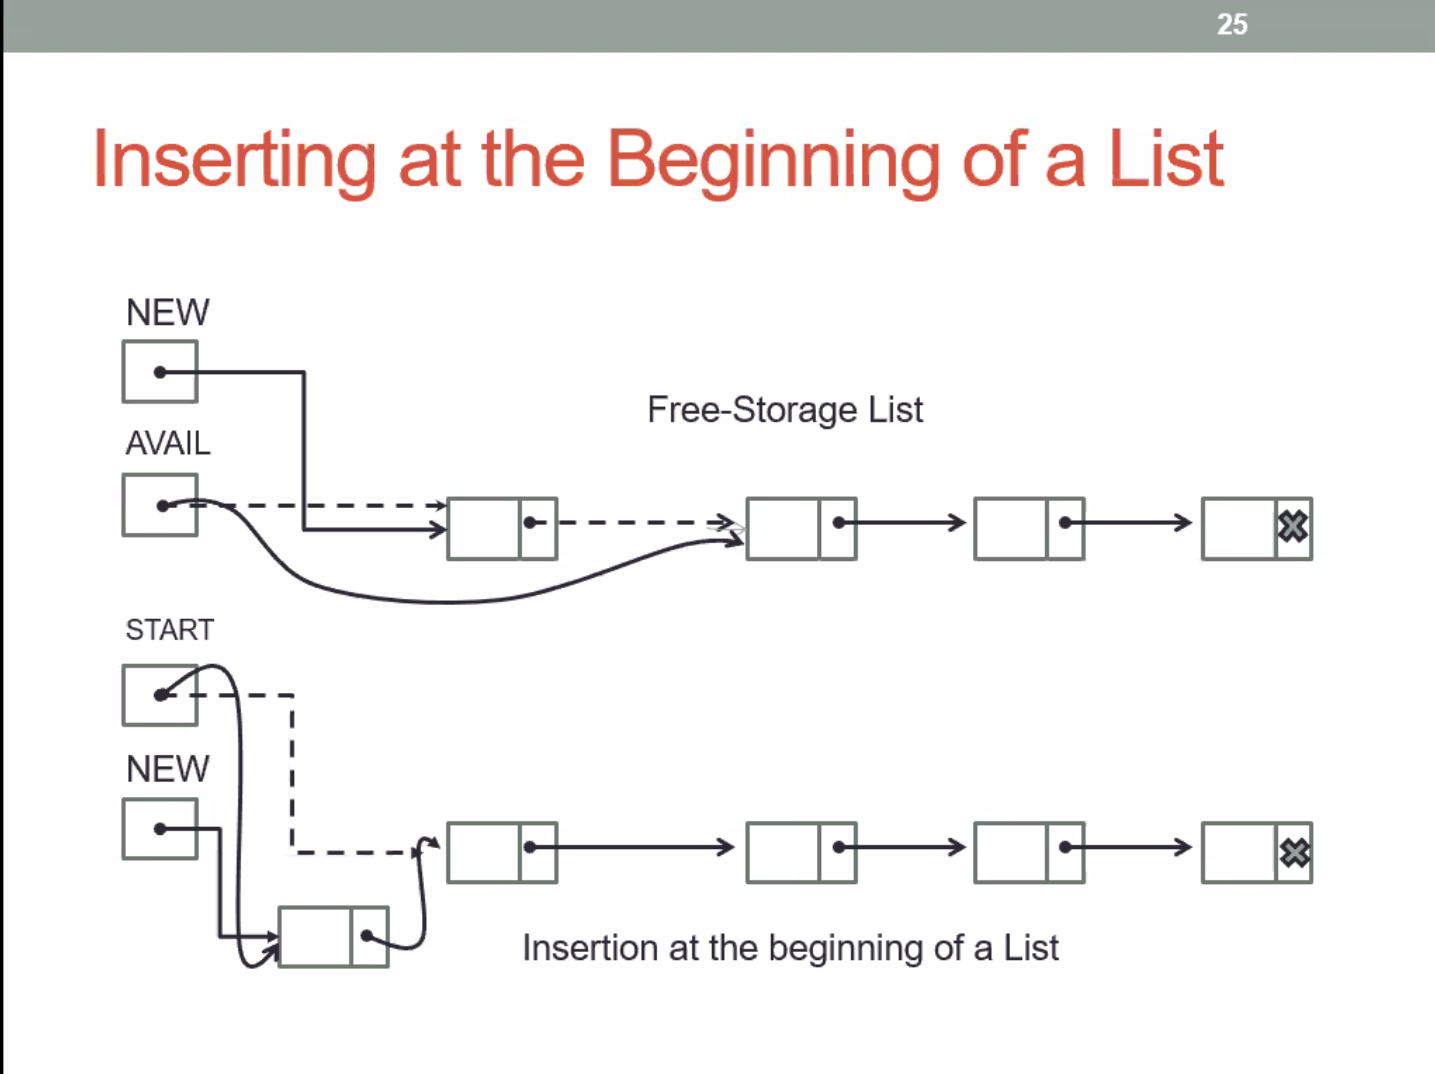 25
Inserting at the Beginning of a List
NEW
Free-Storage List
AVAIL
START
NEW
Insertion at the beginning of a List